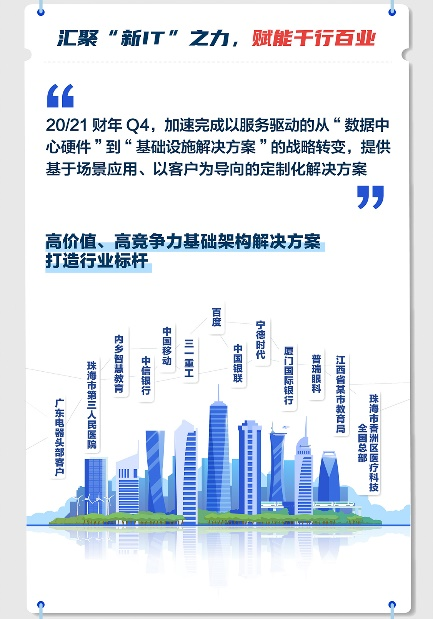 汇聚“新IT”之力，赋能千行百业
“
20/21 财年 Q4，加速完成以服务驱动的从“数据中
心硬件”到“基础设施解决方案”的战略转变，提供
基于场景应用、以客户为导向的定制化解决方案
”
高价值、高竞争力基础架构解决方案
打造行业标杆
广东电器头部客户
珠海市第三人民医院
内乡智慧教育
中信银行
中国移动
三一重工
百度
中国银联
宁德时代
厦门国际银行
普瑞眼科
江西省某市教育局
珠海市香洲区医疗科技
全国总部